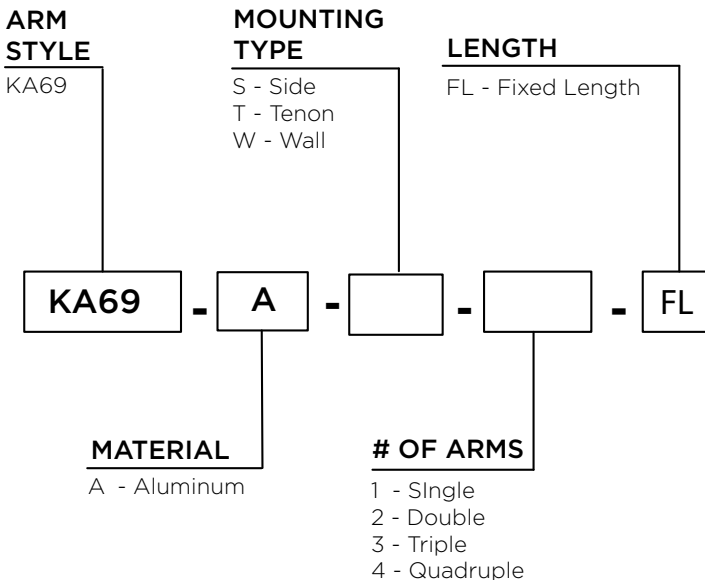 ARM
STYLE
KA69
MOUNTING
TYPE
S - Side
T - Tenon
W - Wall
LENGTH
FL - Fixed Length
KA69 - A - - - FL
MATERIAL
A - Aluminum
# OF ARMS
1 - SIngle
2 - Double
3 - Triple
4 - Quadruple